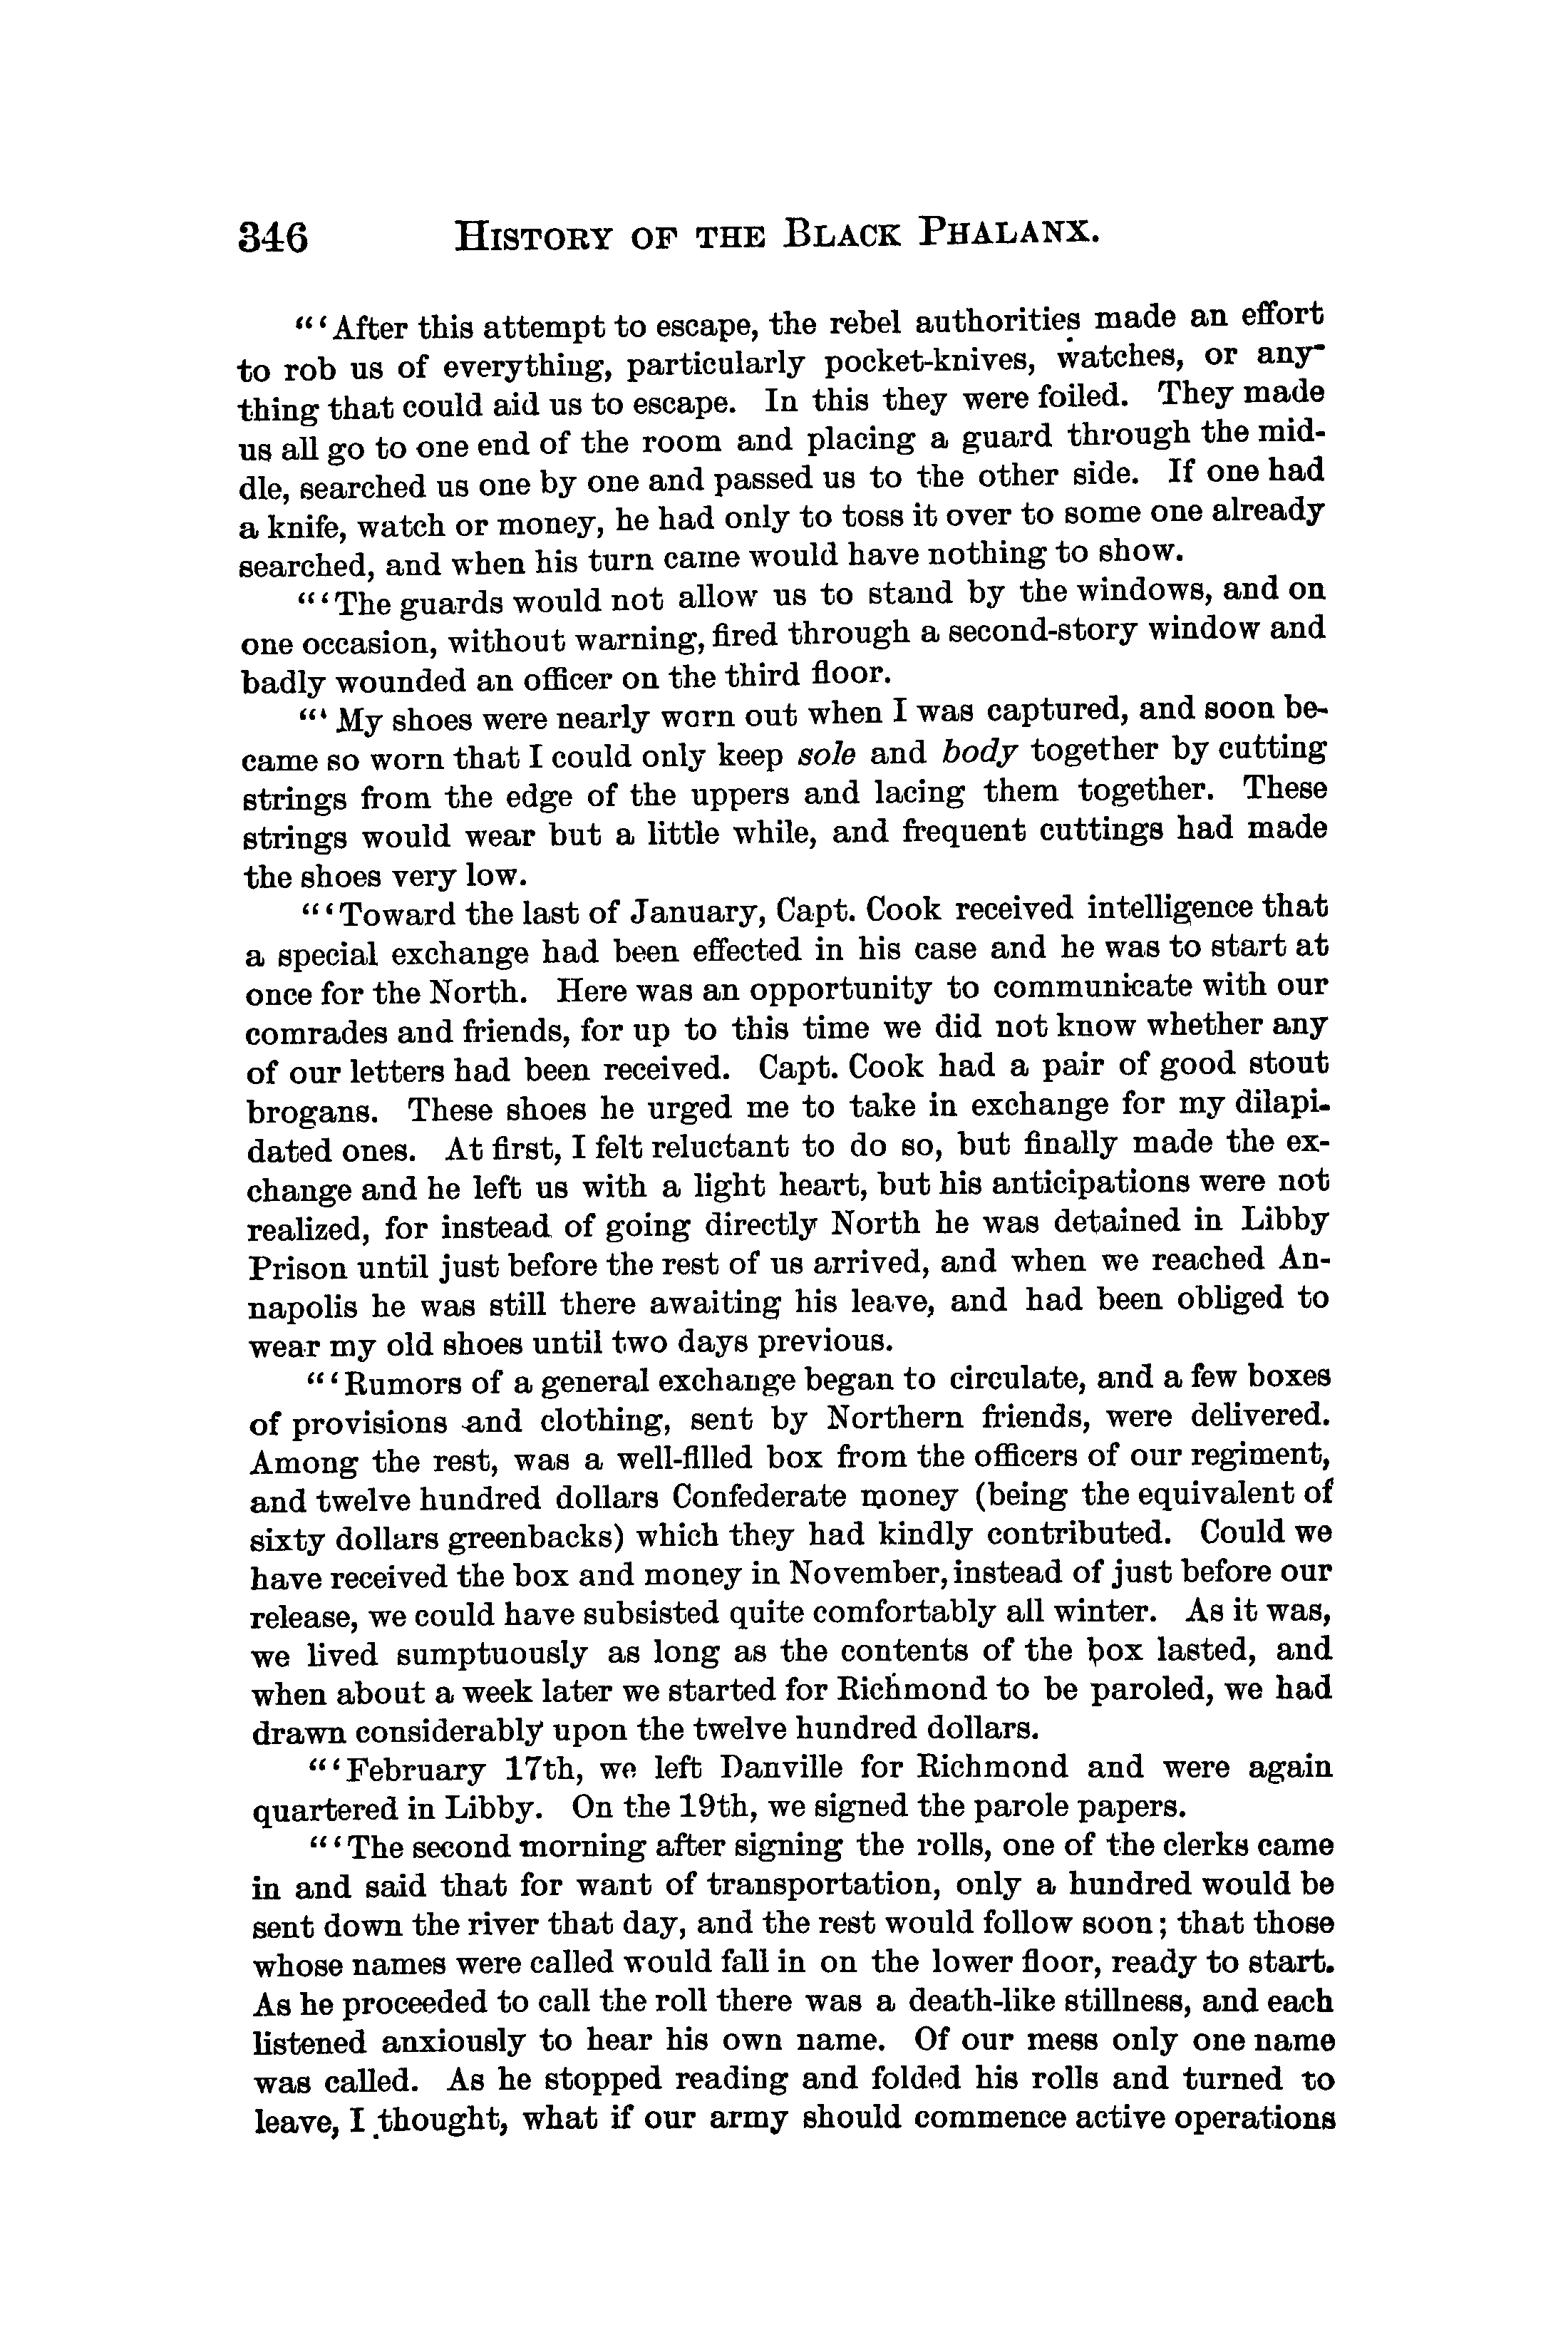 346 HISTORY OF THE BLACK PHALANX.
"'After this attempt to escape, the rebel authorities made an effort
to rob us of everything, particularly pocket-knives, watches, or any-
thing that could aid us to escape. In this they were foiled. They made
us all go to one end of the room and placing a guard through the mid-
dle, searched us one by one and passed us to the other side. If one had
a knife, watch or money, he had only to toss it over to some one already
searched, and when his turn came would have nothing to show.
"'The guards would not allow us to stand by the windows, and on
one occasion, without warning, fired through a second-story window and
badly wounded an officer on the third floor.
"'My shoes were nearly worn out when I was captured, and soon be-
came so worn that I could only keep sole and body together by cutting
strings from the edge of the uppers and lacing them together. These
strings would wear but a little while, and frequent cuttings had made
the shoes very low.
"'Toward the last of January, Capt. Cook received intelligence that
a special exchange had been effected in his case and he was to start at
once for the North. Here was an opportunity to communicate with our
comrades and friends, for up to this time we did not know whether any
of our letters had been received. Capt. Cook had a pair of good stout
brogans. These shoes he urged me to take in exchange for my dilapi-
dated ones. At first, I felt reluctant to do so, but finally made the ex-
change and he left us with a light heart, but his anticipations were not
realized, for instead of going directly North he was detained in Libby
Prison until just before the rest of us arrived, and when we reached An-
napolis he was still there awaiting his leave, and had been obliged to
wear my old shoes until two days previous.
"'Rumors of a general exchange began to circulate, and a few boxes
of provisions and clothing, sent by Northern friends, were delivered.
Among the rest, was a well-filled box from the officers of our regiment,
and twelve hundred dollars Confederate money (being the equivalent of
sixty dollars greenbacks) which they had kindly contributed. Could we
have received the box and money in November, instead of just before our
release, we could have subsisted quite comfortably all winter. As it was,
we lived sumptuously as long as the contents of the box lasted, and
when about a week later we started for Richmond to be paroled, we had
drawn considerably upon the twelve hundred dollars.
"'February 17th, we left Danville for Richmond and were again
quartered in Libby. On the 19th, we signed the parole papers.
"'The second morning after signing the rolls, one of the clerks came
in and said that for want of transportation, only a hundred would be
sent down the river that day, and the rest would follow soon; that those
whose names were called would fall in on the lower floor, ready to start.
As he proceeded to call the roll there was a death-like stillness, and each
listened anxiously to hear his own name. Of our mess only one name
was called. As he stopped reading and folded his rolls and turned to
leave, I thought, what if our army should commence active operations